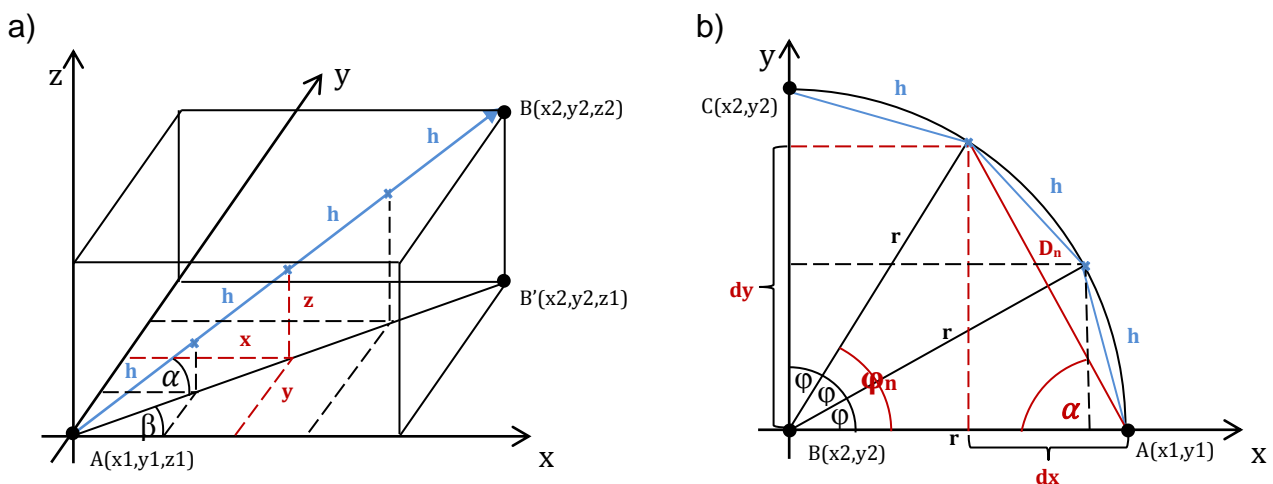 a)
z
y
B(x2,y2,z2)
h
h
h
h
z
x
y
α
β
B’(x2,y2,z1)
A(x1,y1,z1)
x
b)
y
C(x2,y2)
h
h
h
r
r
r
Dn
dy
φ
φ
φ
φn
α
B(x2,y2)
A(x1,y1)
x
dx